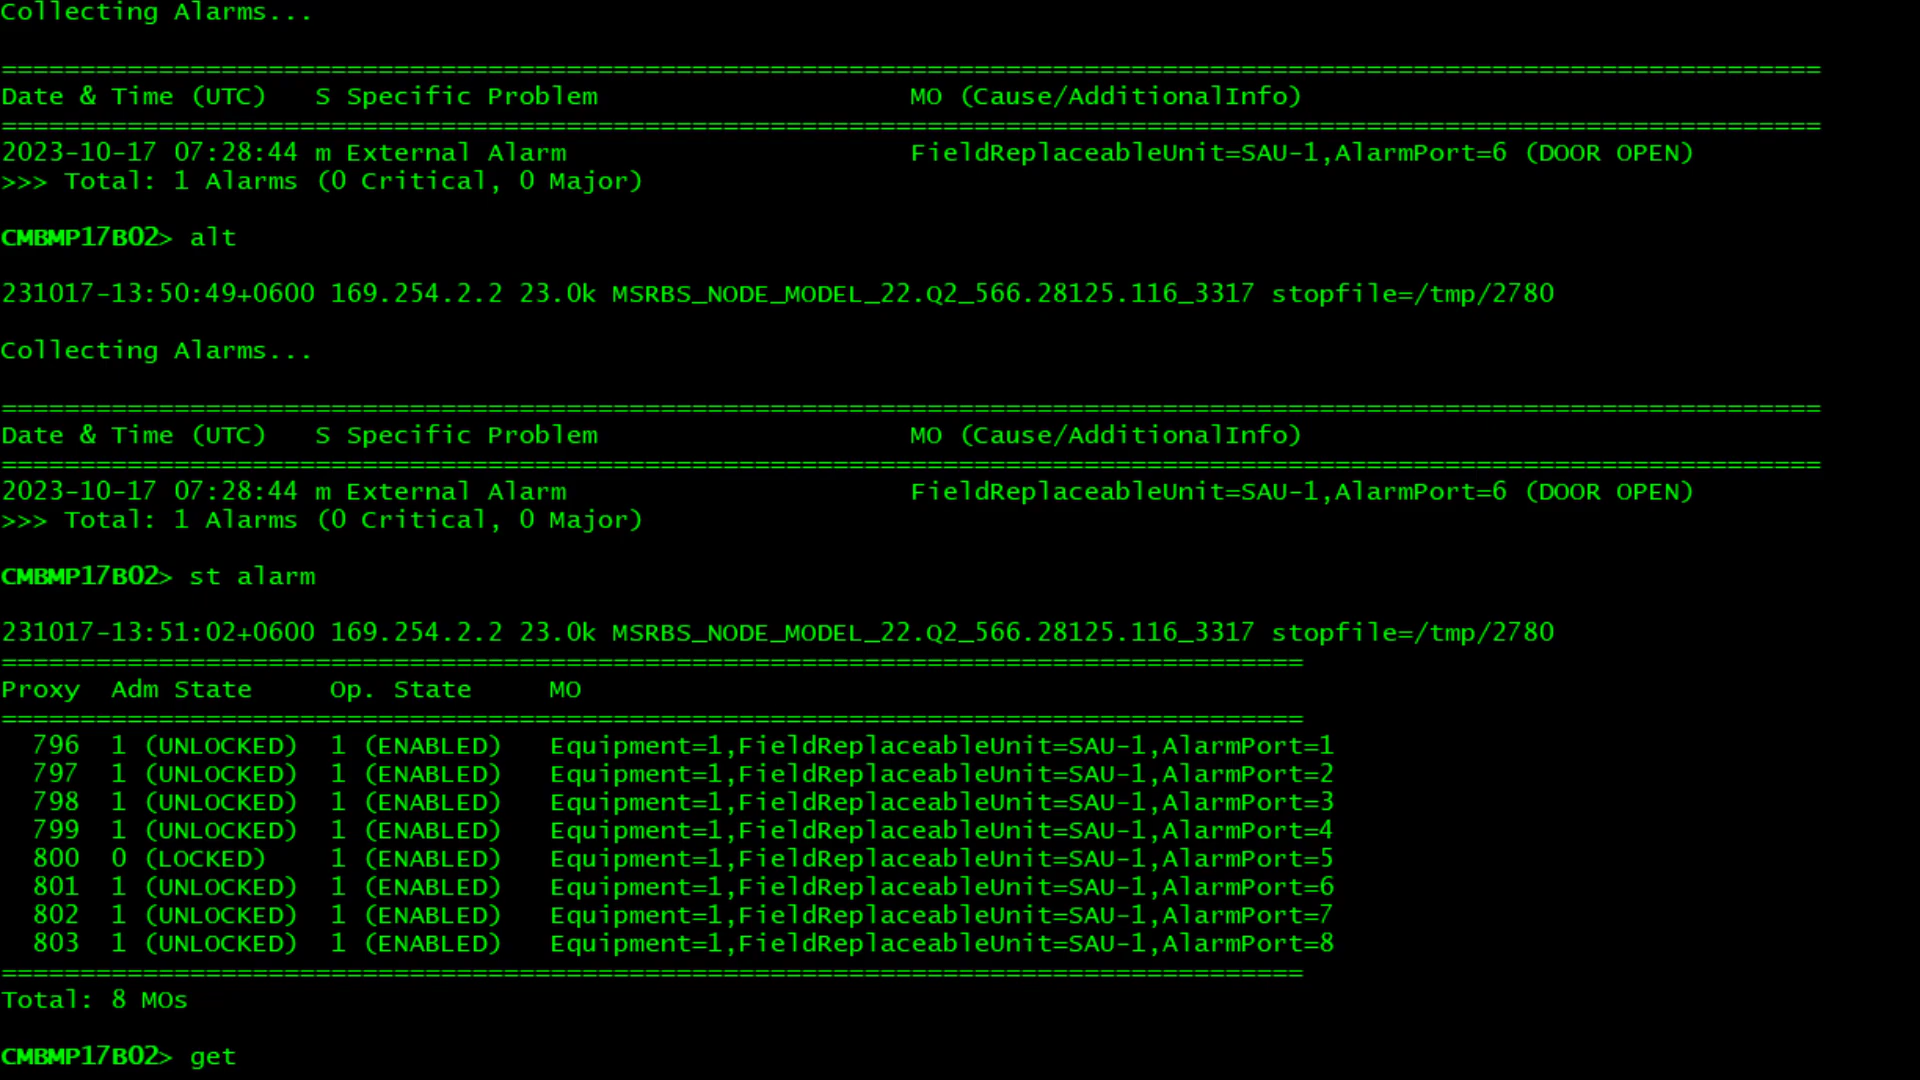 Collecting Alarms...
====================================================================================================================
Date & Time (UTC)   S Specific Problem                    MO (Cause/AdditionalInfo)
====================================================================================================================
2023-10-17 07:28:44 m External Alarm                      FieldReplaceableUnit=SAU-1,AlarmPort=6 (DOOR OPEN)
>>> Total: 1 Alarms (0 Critical, 0 Major)
CMBMP17B02> alt
231017-13:50:49+0600 169.254.2.2 23.0k MSRBS_NODE_MODEL_22.Q2_566.28125.116_3317 stopfile=/tmp/2780
Collecting Alarms...
====================================================================================================================
Date & Time (UTC)   S Specific Problem                    MO (Cause/AdditionalInfo)
====================================================================================================================
2023-10-17 07:28:44 m External Alarm                      FieldReplaceableUnit=SAU-1,AlarmPort=6 (DOOR OPEN)
>>> Total: 1 Alarms (0 Critical, 0 Major)
CMBMP17B02> st alarm
231017-13:51:02+0600 169.254.2.2 23.0k MSRBS_NODE_MODEL_22.Q2_566.28125.116_3317 stopfile=/tmp/2780
===================================================================================
Proxy  Adm State     Op. State     MO
===================================================================================
  796  1 (UNLOCKED)  1 (ENABLED)   Equipment=1,FieldReplaceableUnit=SAU-1,AlarmPort=1
  797  1 (UNLOCKED)  1 (ENABLED)   Equipment=1,FieldReplaceableUnit=SAU-1,AlarmPort=2
  798  1 (UNLOCKED)  1 (ENABLED)   Equipment=1,FieldReplaceableUnit=SAU-1,AlarmPort=3
  799  1 (UNLOCKED)  1 (ENABLED)   Equipment=1,FieldReplaceableUnit=SAU-1,AlarmPort=4
  800  0 (LOCKED)    1 (ENABLED)   Equipment=1,FieldReplaceableUnit=SAU-1,AlarmPort=5
  801  1 (UNLOCKED)  1 (ENABLED)   Equipment=1,FieldReplaceableUnit=SAU-1,AlarmPort=6
  802  1 (UNLOCKED)  1 (ENABLED)   Equipment=1,FieldReplaceableUnit=SAU-1,AlarmPort=7
  803  1 (UNLOCKED)  1 (ENABLED)   Equipment=1,FieldReplaceableUnit=SAU-1,AlarmPort=8
===================================================================================
Total: 8 MOs
CMBMP17B02> get